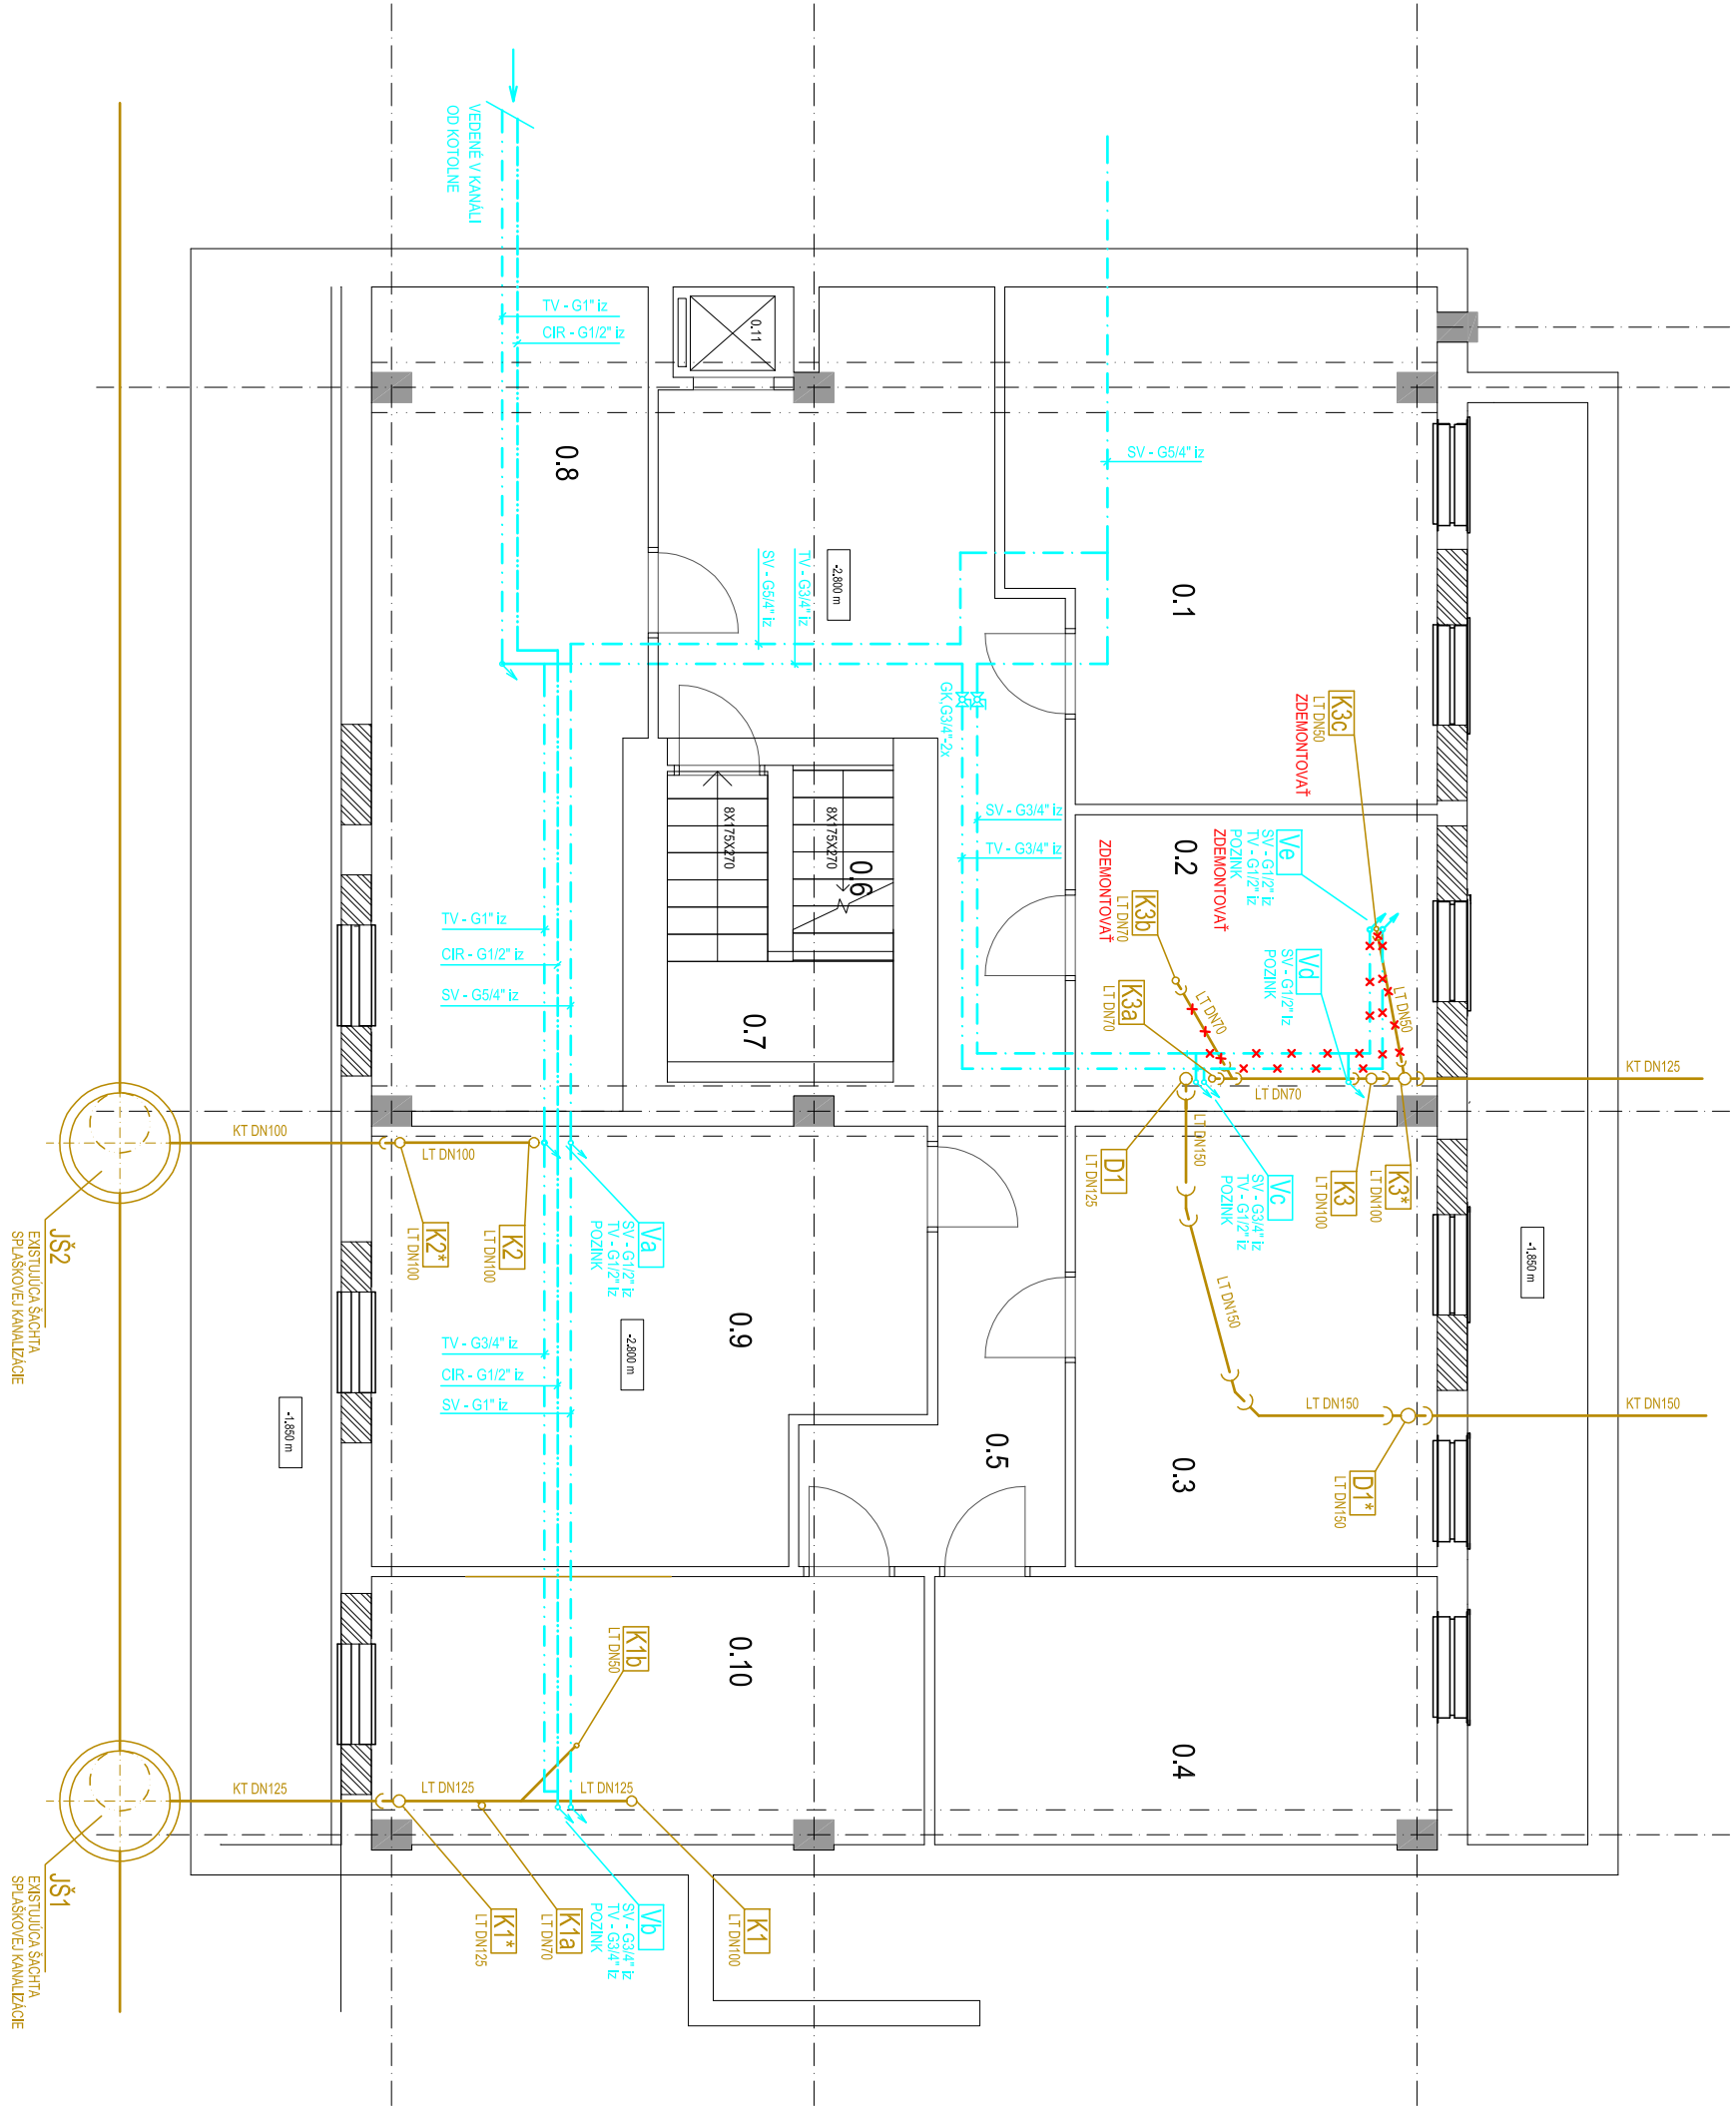 VEDENÉ V KANÁLI
OD KOTOLNE
TV - G1" iz
CIR - G1/2" iz
0.11
0.8
SV - G5/4" iz
-2,800 m
TV - G3/4" iz
SV - G5/4" iz
0.1
GK,G3/4"-2x
K3c
LT DN50
ZDEMONTOVAŤ
SV - G3/4" iz
TV - G3/4" iz
8X175X270
8X175X270
0.6
0.7
0.2
Ve
SV - G1/2" iz
TV - G1/2" iz
POZINK
ZDEMONTOVAŤ
K3b
LT DN70
ZDEMONTOVAŤ
Vd
SV - G1/2" iz
POZINK
K3a
LT DN70
LT DN70
LT DN50
LT DN70
KT DN125
TV - G1" iz
CIR - G1/2" iz
SV - G5/4" iz
KT DN100
LT DN100
LT DN150
D1
LT DN125
Vc
SV - G3/4" iz
TV - G1/2" iz
POZINK
K3
LT DN100
K3*
LT DN100
-1,850 m
JŠ2
EXISTUJÚCA ŠACHTA
SPLAŠKOVEJ KANALIZÁCIE
K2*
LT DN100
K2
LT DN100
Va
SV - G1/2" iz
TV - G1/2" iz
POZINK
LT DN150
0.9
-2,800 m
TV - G3/4" iz
CIR - G1/2" iz
SV - G1" iz
-1,850 m
LT DN150
KT DN150
0.5
0.3
D1*
LT DN150
K1b
LT DN50
0.10
0.4
KT DN125
LT DN125
LT DN125
JŠ1
EXISTUJÚCA ŠACHTA
SPLAŠKOVEJ KANALIZÁCIE
K1*
LT DN125
K1a
LT DN70
Vb
SV - G3/4" iz
TV - G3/4" iz
POZINK
K1
LT DN100